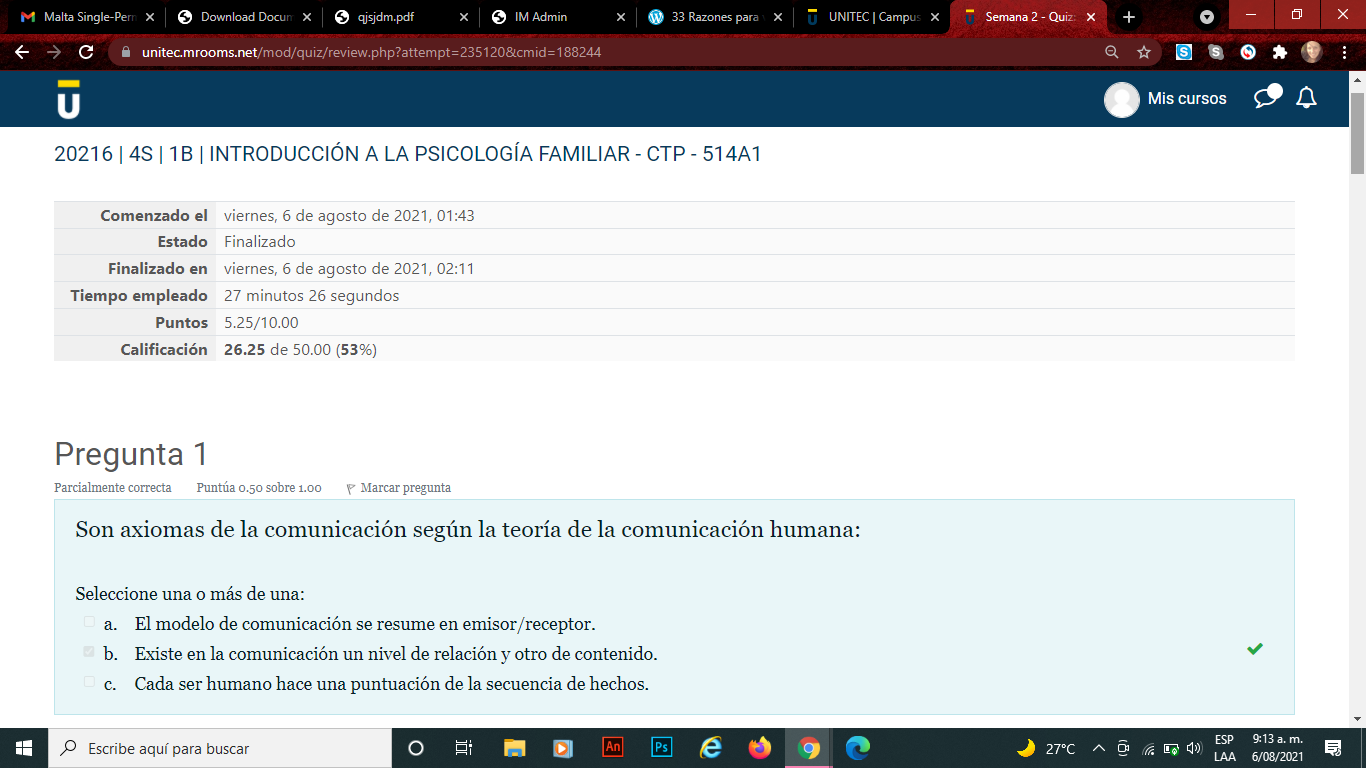 Malta Single-Perm
Download Docum
qjsjdm.pdf
IM Admin
33 Razones para v
UNITEC | Campus
Semana 2 - Quiz:
unitec.mrooms.net/mod/quiz/review.php?attempt=235120&cmid=188244
U
Mis cursos
20216 | 4S | 1B | INTRODUCCIÓN A LA PSICOLOGÍA FAMILIAR - CTP - 514A1
Comenzado el viernes, 6 de agosto de 2021, 01:43
Estado Finalizado
Finalizado en viernes, 6 de agosto de 2021, 02:11
Tiempo empleado 27 minutos 26 segundos
Puntos 5.25/10.00
Calificación 26.25 de 50.00 (53%)
Pregunta 1
Parcialmente correcta Puntúa 0.50 sobre 1.00 Marcar pregunta
Son axiomas de la comunicación según la teoría de la comunicación humana:
Seleccione una o más de una:
a. El modelo de comunicación se resume en emisor/receptor.
b. Existe en la comunicación un nivel de relación y otro de contenido.
c. Cada ser humano hace una puntuación de la secuencia de hechos.
Escribe aquí para buscar
An
Ps
27°C
ESP
LAA
9:13 a. m.
6/08/2021